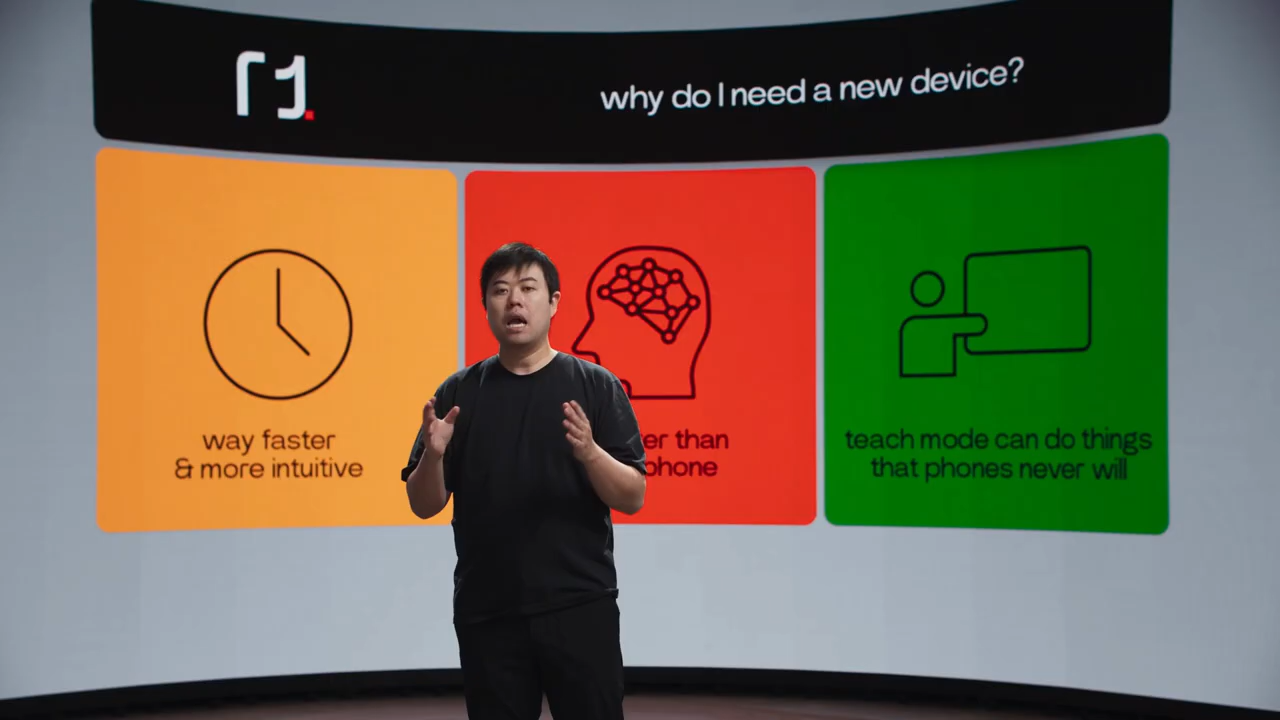 r1.
why do I need a new device?
way faster
& more intuitive
than
phone
teach mode can do things
that phones never will